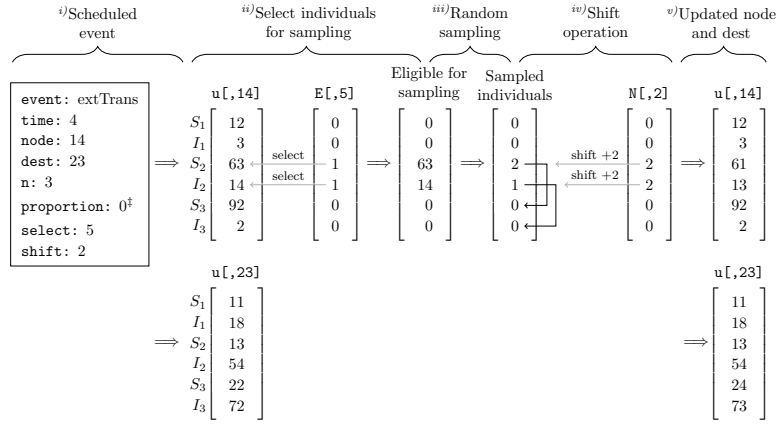 i)Scheduled
event
ii)Select individuals
for sampling
iii)Random
sampling
iv)Shift
operation
v)Updated node
and dest
event: extTrans
time: 4
node: 14
dest: 23
n: 3
proportion: 0‡
select: 5
shift: 2
⟹
u[,14]
S1 12
I1 3
S2 63
I2 14
S3 92
I3 2
select
select
E[,5]
0
0
1
1
0
0
⟹
Eligible for
sampling
0
0
63
14
0
0
⟹
Sampled
individuals
0
0
2
1
0
0
shift +2
shift +2
N[,2]
0
0
2
2
0
0
⟹
u[,14]
12
3
61
13
92
2
⟹
u[,23]
S1 11
I1 18
S2 13
I2 54
S3 22
I3 72
⟹
u[,23]
11
18
13
54
24
73